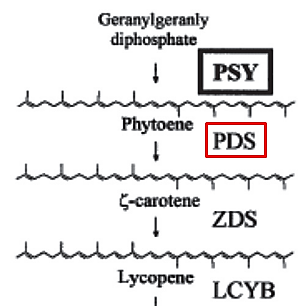 Geranylgeranly
diphosphate
PSY
Phytoene
PDS
ζ-carotene
ZDS
Lycopene
LCYB